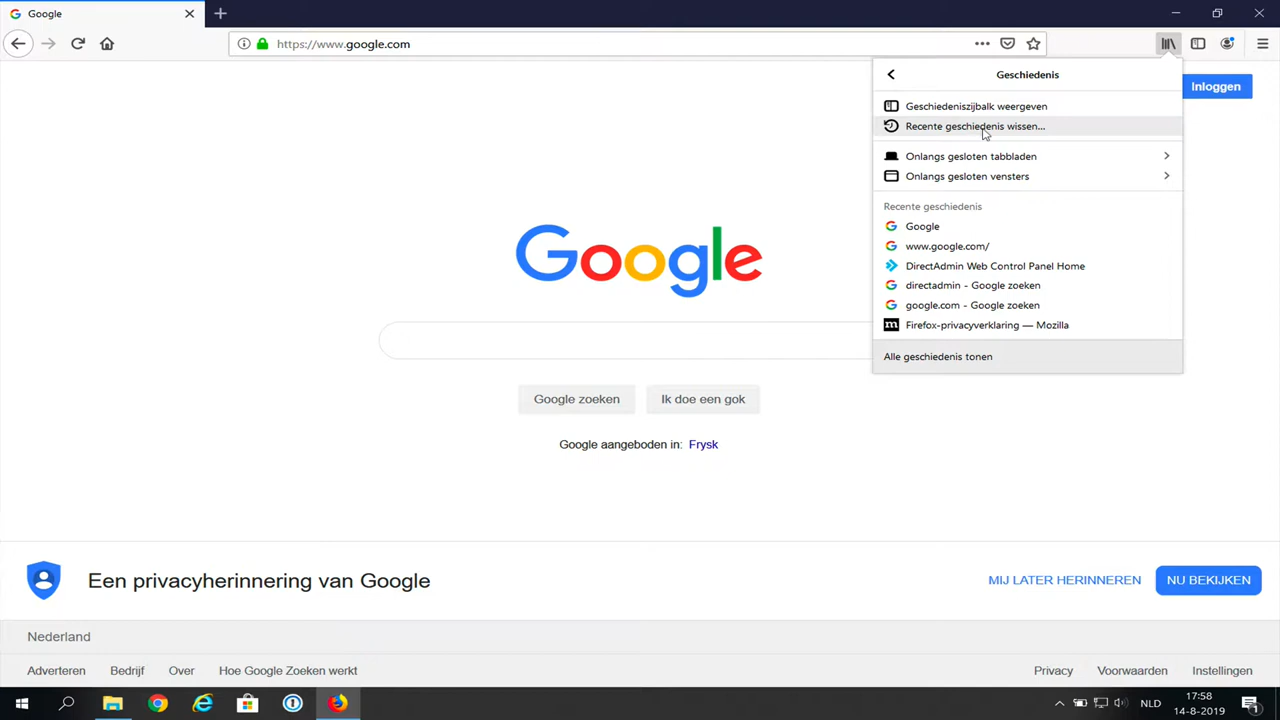 Google
https://www.google.com
Geschiedenis
Inloggen
Geschiedeniszijbalk weergeven
Recente geschiedenis wissen...
Onlangs gesloten tabbladen
Onlangs gesloten vensters
Recente geschiedenis
Google
www.google.com/
DirectAdmin Web Control Panel Home
directadmin - Google zoeken
google.com - Google zoeken
Firefox-privacyverklaring — Mozilla
Alle geschiedenis tonen
Google
Google zoeken
Ik doe een gok
Google aangeboden in: Frysk
Een privacyherinnering van Google
MIJ LATER HERINNEREN
NU BEKIJKEN
Nederland
Adverteren Bedrijf Over Hoe Google Zoeken werkt
Privacy Voorwaarden Instellingen
NLD
17:58
14-8-2019
1